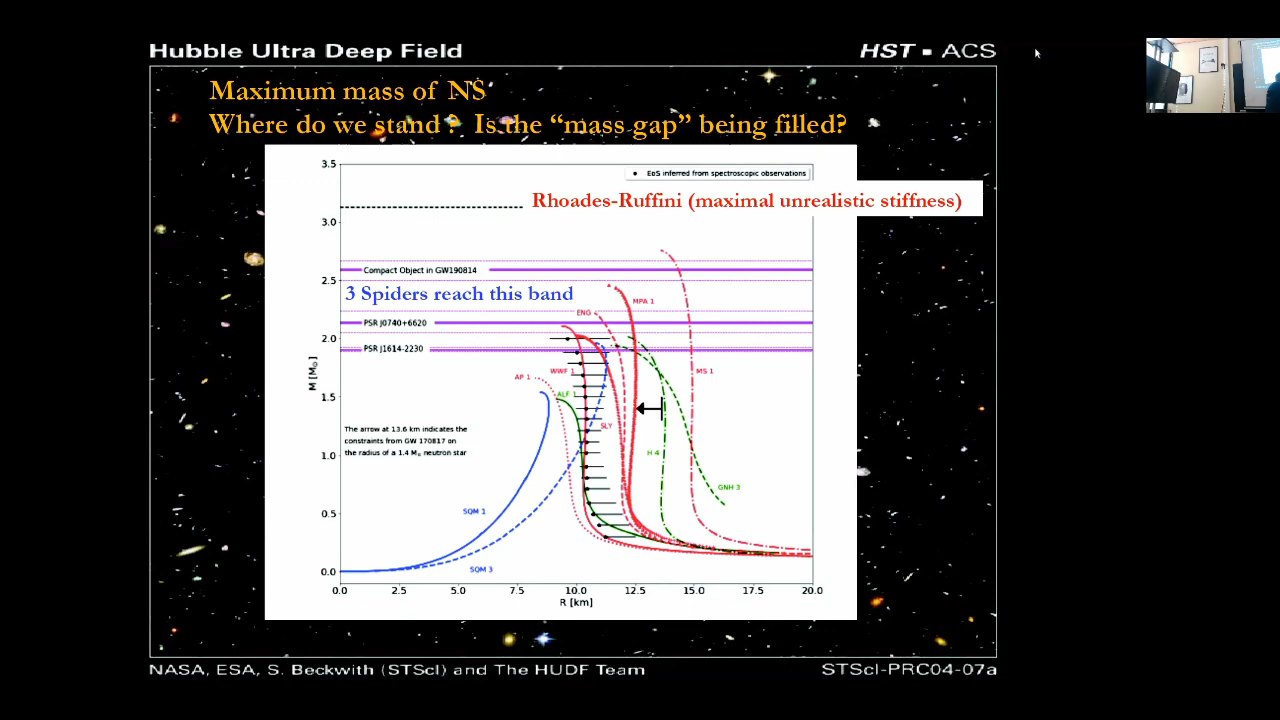 Hubble Ultra Deep Field
HST ▪ ACS
Maximum mass of NS
Where do we stand ? Is the “mass gap” being filled?
3.5
EoS inferred from spectroscopic observations
Rhoades-Ruffini (maximal unrealistic stiffness)
3.0
Compact Object in GW190814
2.5
3 Spiders reach this band
MPA 1
ENG
PSR J0740+6620
2.0
PSR J1614-2230
M [M⊙]
AP 1
WWF 1
MS 1
1.5
ALF 1
The arrow at 13.6 km indicates the
constraints from GW 170817 on
the radius of a 1.4 M⊙ neutron star
SLY
1.0
H 4
GNH 3
0.5
SQM 1
SQM 3
0.0
0.0 2.5 5.0 7.5 10.0 12.5 15.0 17.5 20.0
R [km]
NASA, ESA, S. Beckwith (STScI) and The HUDF Team
STScI-PRC04-07a